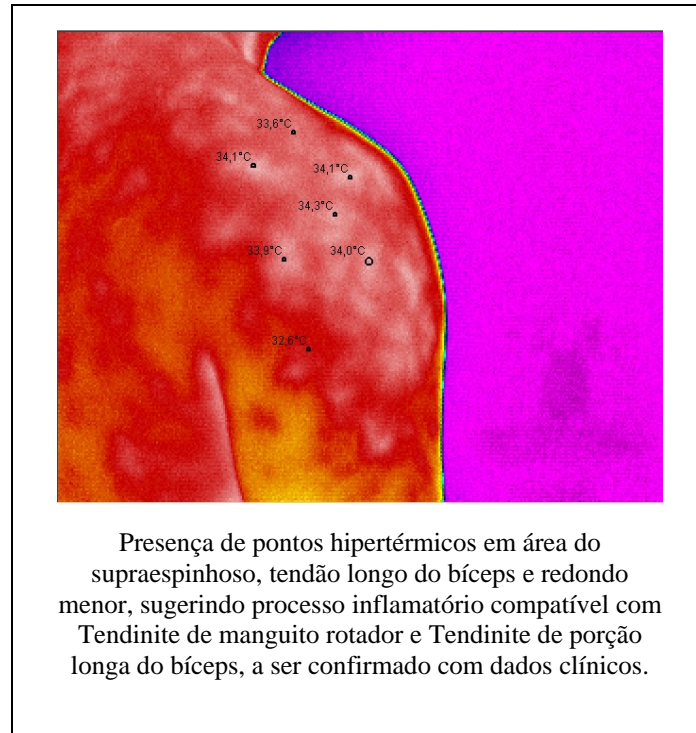 33,6°C
34,1°C
34,1°C
34,3°C
33,9°C 34,0°C
32,6°C
Presença de pontos hipertérmicos em área do
supraespinhoso, tendão longo do bíceps e redondo
menor, sugerindo processo inflamatório compatível com
Tendinite de manguito rotador e Tendinite de porção
longa do bíceps, a ser confirmado com dados clínicos.